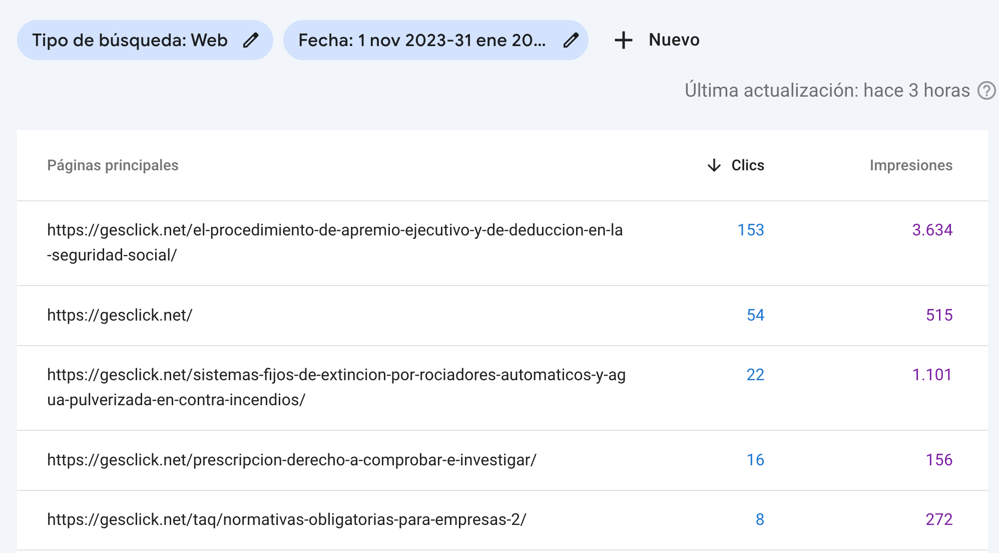 Tipo de búsqueda: Web
Fecha: 1 nov 2023-31 ene 20...
Nuevo
Última actualización: hace 3 horas
Páginas principales
Clics
Impresiones
https://gesclick.net/el-procedimiento-de-apremio-ejecutivo-y-de-deduccion-en-la
-seguridad-social/
153
3.634
https://gesclick.net/
54
515
https://gesclick.net/sistemas-fijos-de-extincion-por-rociadores-automaticos-y-ag
ua-pulverizada-en-contra-incendios/
22
1.101
https://gesclick.net/prescripcion-derecho-a-comprobar-e-investigar/
16
156
https://gesclick.net/taq/normativas-obligatorias-para-empresas-2/
8
272